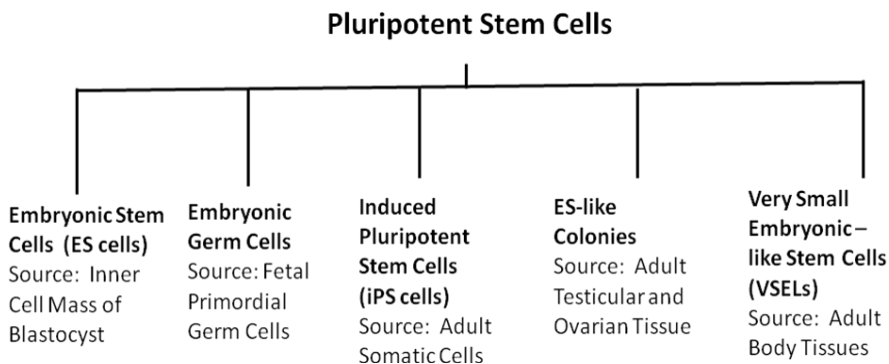 Pluripotent Stem Cells
Embryonic Stem
Cells (ES cells)
Source: Inner
Cell Mass of
Blastocyst
Embryonic
Germ Cells
Source: Fetal
Primordial
Germ Cells
Induced
Pluripotent
Stem Cells
(iPS cells)
Source: Adult
Somatic Cells
ES-like
Colonies
Source: Adult
Testicular and
Ovarian Tissue
Very Small
Embryonic–
like Stem Cells
(VSELs)
Source: Adult
Body Tissues